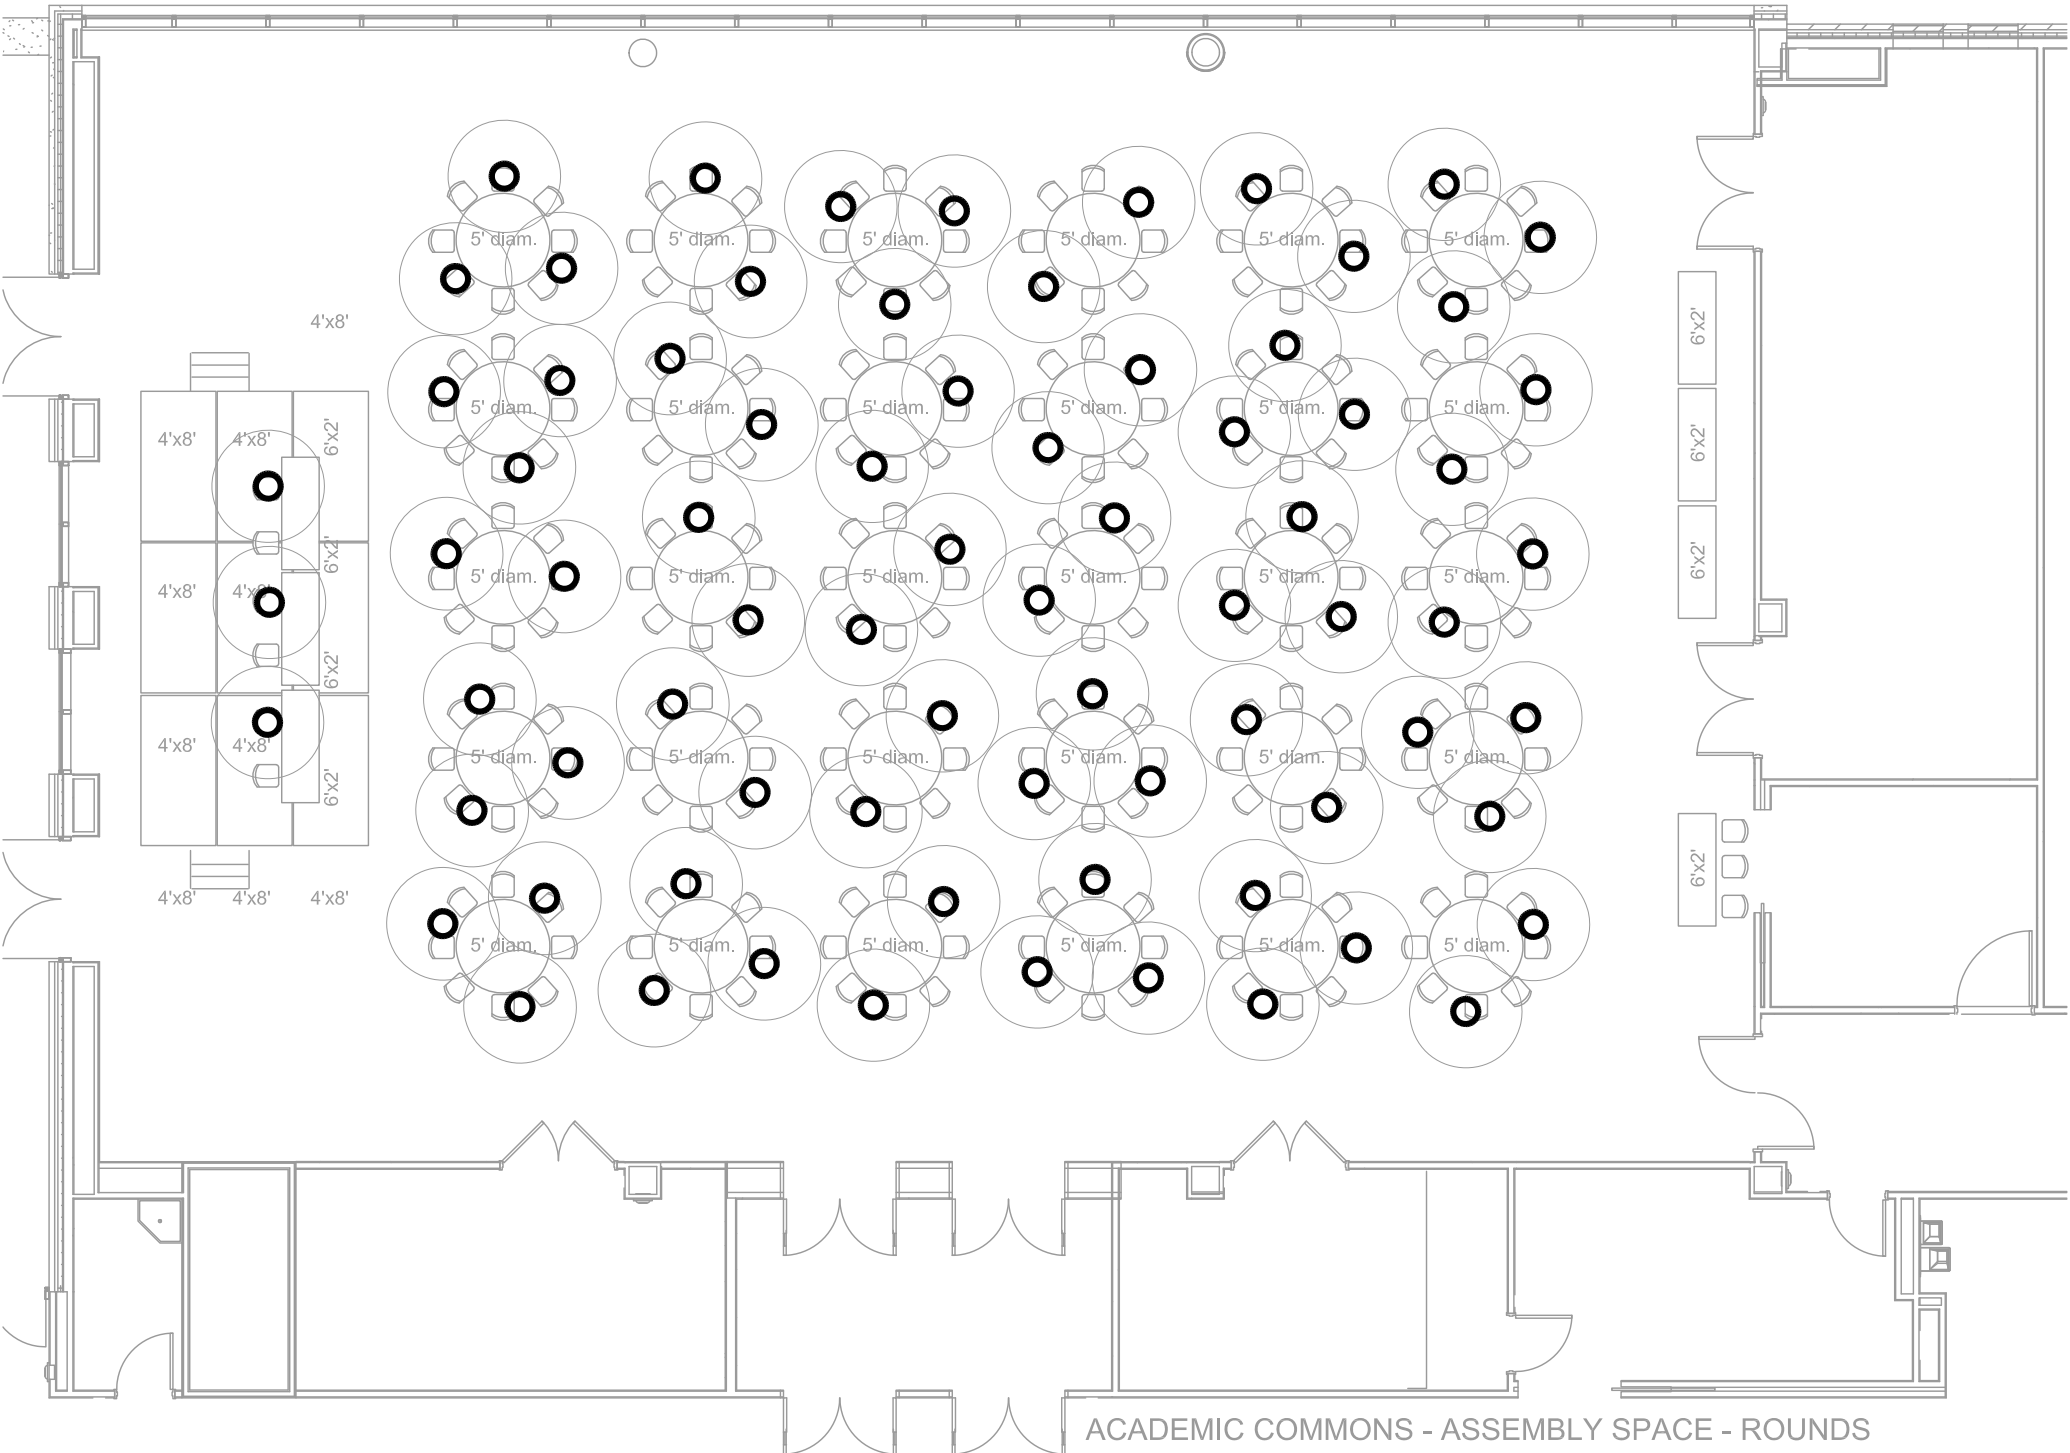 5' diam. 5' diam. 5' diam. 5' diam. 5' diam. 5' diam.
4'x8'
6'x2'
5' diam. 5' diam. 5' diam. 5' diam. 5' diam. 5' diam.
4'x8' 4'x8' 6'x2'
6'x2'
6'x2'
6'x2'
5' diam. 5' diam. 5' diam. 5' diam. 5' diam. 5' diam.
4'x8' 4'x8'
6'x2'
4'x8' 4'x8'
5' diam. 5' diam. 5' diam. 5' diam. 5' diam. 5' diam.
6'x2'
6'x2'
4'x8' 4'x8' 4'x8'
5' diam. 5' diam. 5' diam. 5' diam. 5' diam. 5' diam.
ACADEMIC COMMONS - ASSEMBLY SPACE - ROUNDS